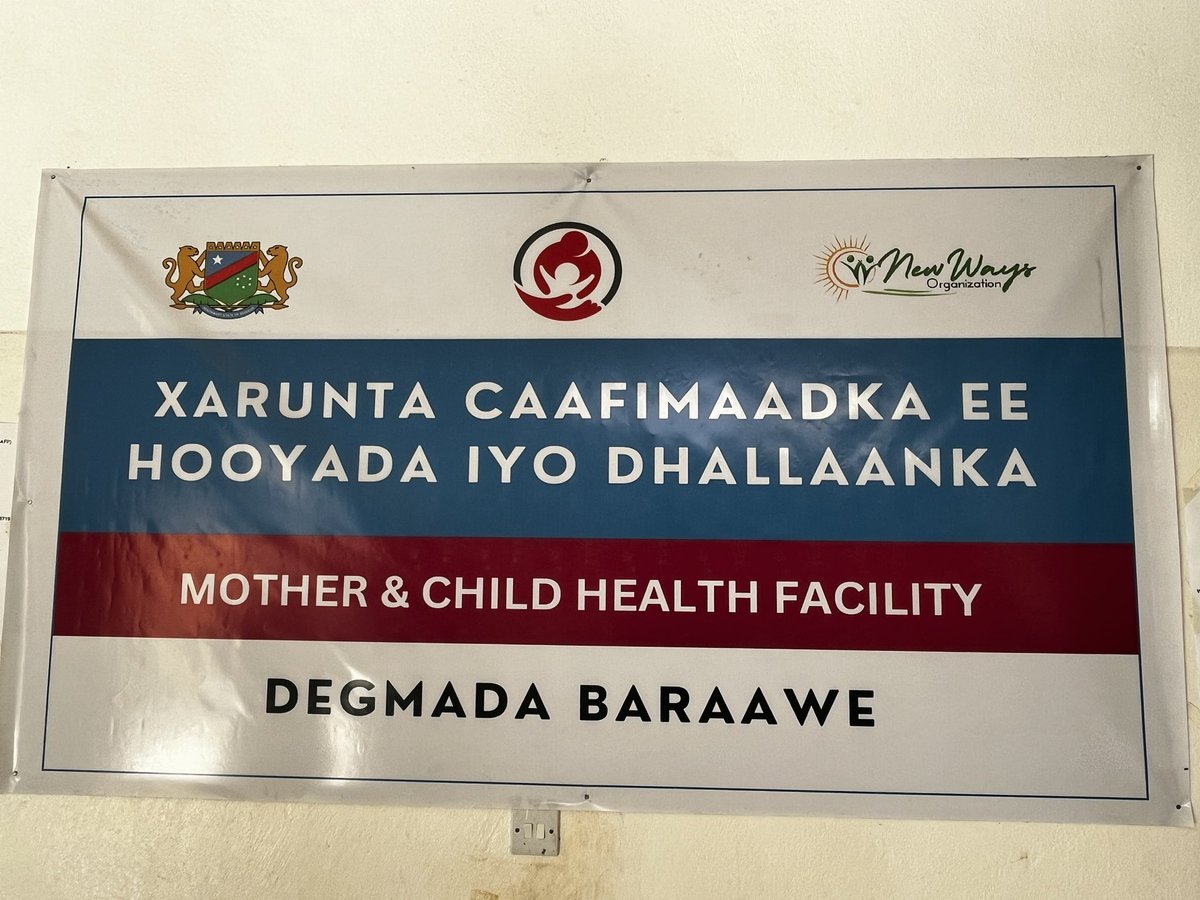 New Ways
Organization
XARUNTA CAAFIMAADKA EE
HOOYADA IYO DHALLAANKA
MOTHER & CHILD HEALTH FACILITY
DEGMADA BARAAWE